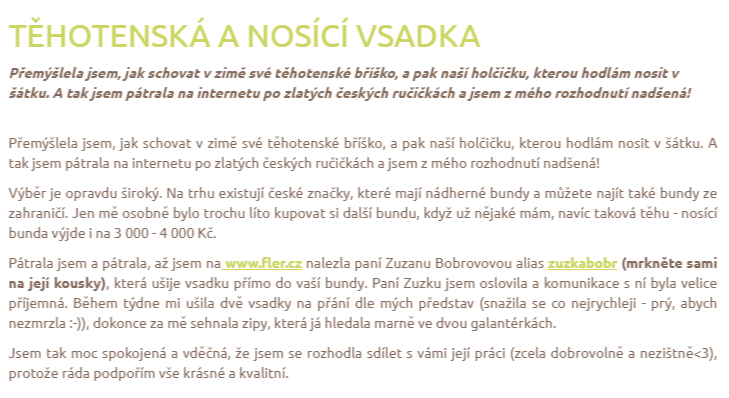 TĚHOTENSKÁ A NOSÍCÍ VSADKA
Přemýšlela jsem, jak schovat v zimě své těhotenské bříško, a pak naší holčičku, kterou hodlám nosit v
šátku. A tak jsem pátrala na internetu po zlatých českých ručičkách a jsem z mého rozhodnutí nadšená!
Přemýšlela jsem, jak schovat v zimě své těhotenské bříško, a pak naší holčičku, kterou hodlám nosit v šátku. A
tak jsem pátrala na internetu po zlatých českých ručičkách a jsem z mého rozhodnutí nadšená!
Výběr je opravdu široký. Na trhu existují české značky, které mají nádherné bundy a můžete najít také bundy ze
zahraničí. Jen mě osobně bylo trochu líto kupovat si další bundu, když už nějaké mám, navíc taková těhu - nosící
bunda výjde i na 3 000 - 4 000 Kč.
Pátrala jsem a pátrala, až jsem na www.fler.cz nalezla paní Zuzanu Bobrovovou alias zuzkabobr (mrkněte sami
na její kousky), která ušije vsadku přímo do vaší bundy. Paní Zuzku jsem oslovila a komunikace s ní byla velice
příjemná. Během týdne mi ušila dvě vsadky na přání dle mých představ (snažila se co nejrychleji - prý, abych
nezmrzla :-)), dokonce za mě sehnala zipy, která já hledala marně ve dvou galantérkách.
Jsem tak moc spokojená a vděčná, že jsem se rozhodla sdílet s vámi její práci (zcela dobrovolně a nezištně<3),
protože ráda podpořím vše krásné a kvalitní.